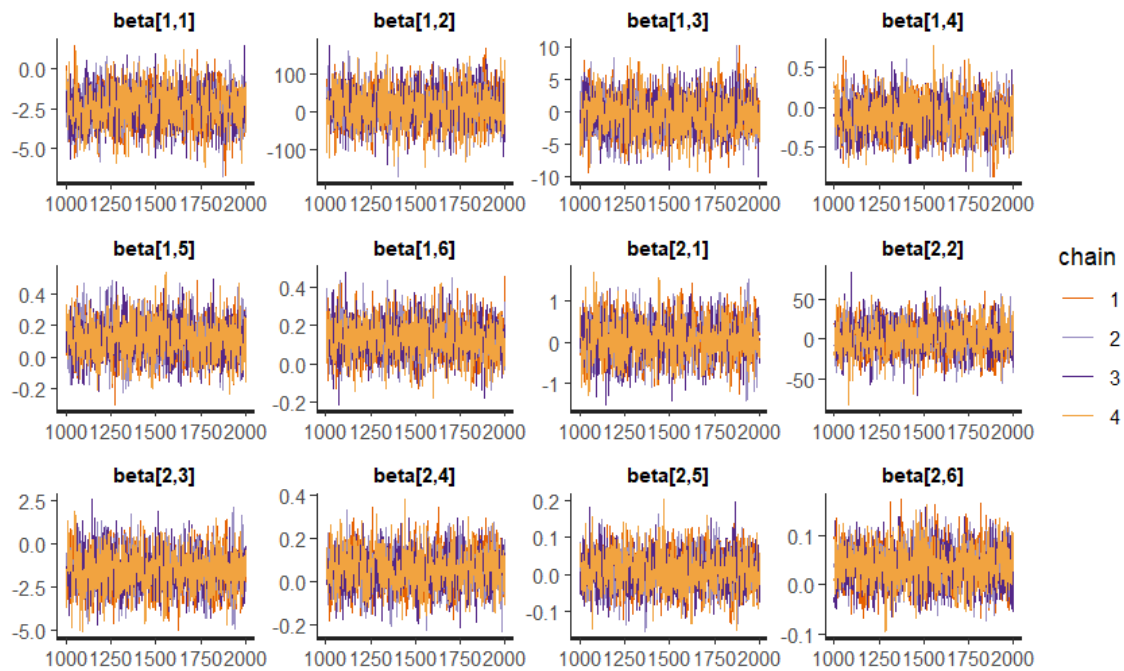 beta[1,1] beta[1,2] beta[1,3] beta[1,4]
0.0 -2.5 -5.0
100 0 -100
10 5 0 -5 -10
0.5 0.0 -0.5
1000 1250 1500 1750 2000 1000 1250 1500 1750 2000 1000 1250 1500 1750 2000 1000 1250 1500 1750 2000
beta[1,5] beta[1,6] beta[2,1] beta[2,2]
0.4 0.2 0.0 -0.2
0.4 0.2 0.0 -0.2
1 0 -1
50 0 -50
1000 1250 1500 1750 2000 1000 1250 1500 1750 2000 1000 1250 1500 1750 2000 1000 1250 1500 1750 2000
beta[2,3] beta[2,4] beta[2,5] beta[2,6]
2.5 0.0 -2.5 -5.0
0.4 0.2 0.0 -0.2
0.2 0.1 0.0 -0.1
0.1 0.0 -0.1
1000 1250 1500 1750 2000 1000 1250 1500 1750 2000 1000 1250 1500 1750 2000 1000 1250 1500 1750 2000
chain
1
2
3
4